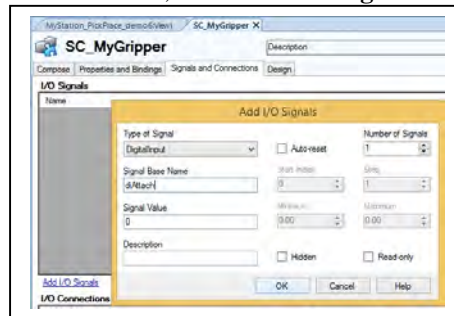 MyStation_PickPlace_demo6:View1 SC_MyGripper X
SC_MyGripper Description
Compose Properties and Bindings Signals and Connections Design
I/O Signals
Name
Add I/O Signals
Type of Signal Number of Signals
DigitalInput Auto-reset 1
Signal Base Name Start Index Step
diAttach 0 1
Signal Value Minimum Maximum
0 0.00 0.00
Description
Hidden Read-only
Add I/O Signals OK Cancel Help
I/O Connections